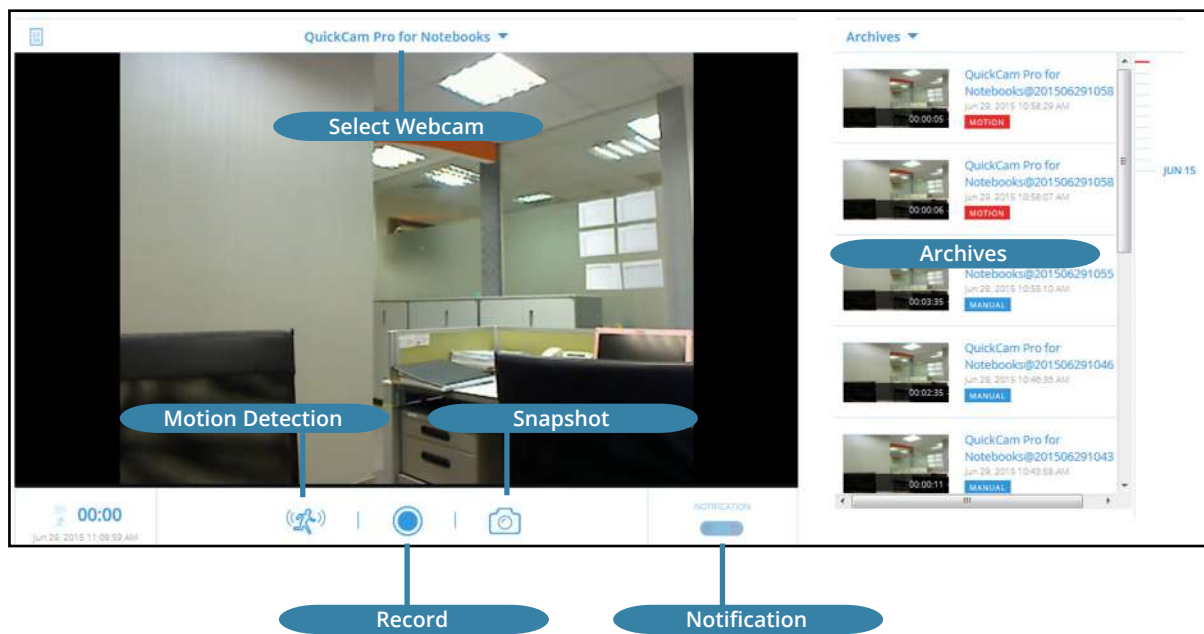 QuickCam Pro for Notebooks
Select Webcam
Motion Detection
Snapshot
00:00
Jun 29, 2015 11:09:59 AM
NOTIFICATION
Record
Notification
Archives
QuickCam Pro for
Notebooks@201506291058
Jun 29, 2015 10:58:29 AM
MOTION
00:00:05
QuickCam Pro for
Notebooks@201506291058
Jun 29, 2015 10:58:07 AM
MOTION
00:00:06
Archives
Notebooks@201506291055
Jun 29, 2015 10:55:10 AM
MANUAL
00:03:35
QuickCam Pro for
Notebooks@201506291046
Jun 29, 2015 10:46:35 AM
MANUAL
00:02:35
QuickCam Pro for
Notebooks@201506291043
Jun 29, 2015 10:43:58 AM
MANUAL
00:00:11
JUN 15